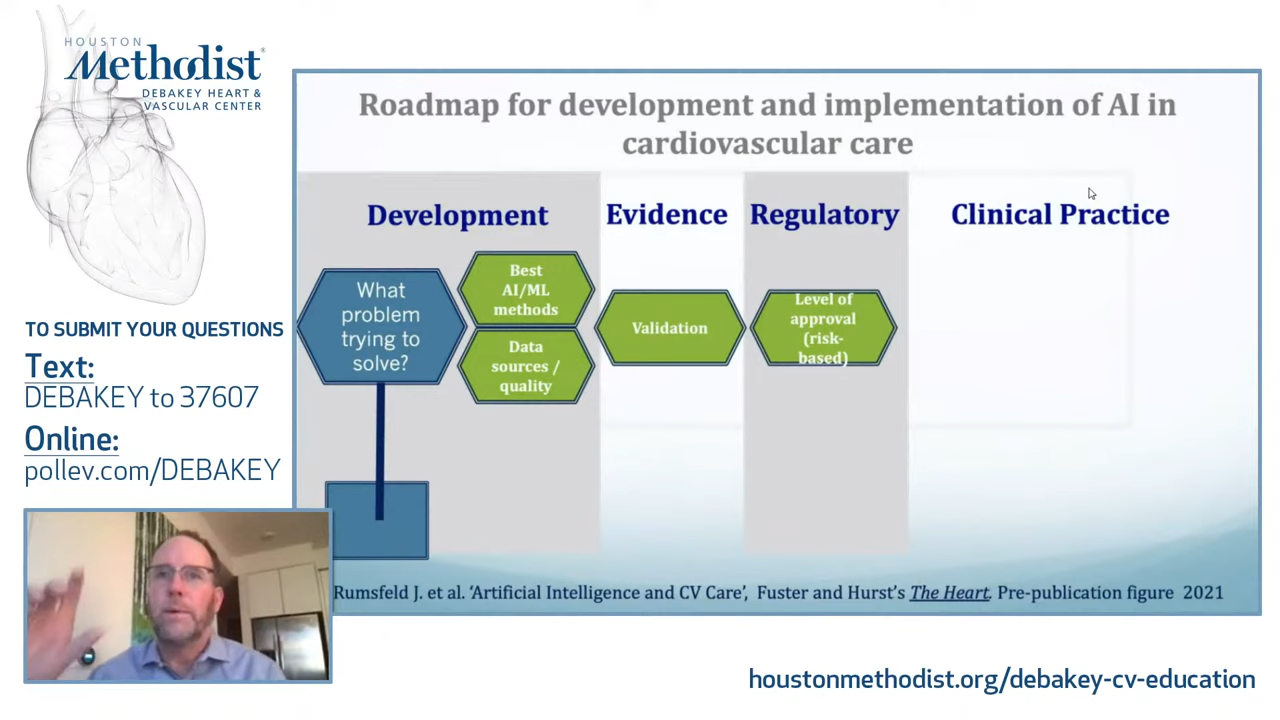 HOUSTON
Methodist®
DEBAKEY HEART &
VASCULAR CENTER
TO SUBMIT YOUR QUESTIONS
Text:
DEBAKEY to 37607
Online:
pollev.com/DEBAKEY
Roadmap for development and implementation of AI in
cardiovascular care
Development
Evidence
Regulatory
Clinical Practice
What
problem
trying to
solve?
Best
AI/ML
methods
Data
sources /
quality
Validation
Level of
approval
(risk-
based)
Rumsfeld J. et al. 'Artificial Intelligence and CV Care', Fuster and Hurst's The Heart. Pre-publication figure 2021
houstonmethodist.org/debakey-cv-education